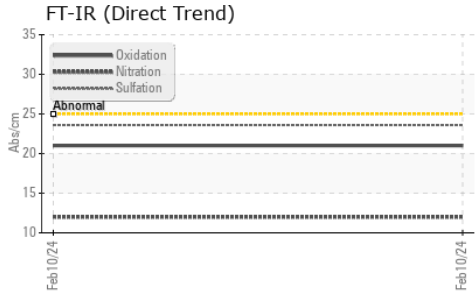 FT-IR (Direct Trend)
35
Oxidation
Nitration
Sulfation
30
Abnormal
25
Abs/cm
20
15
10
Feb10/24
Feb10/24